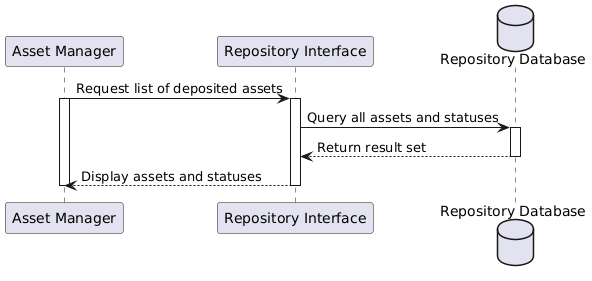 Asset Manager
Repository Interface
Repository Database
Request list of deposited assets
Query all assets and statuses
Return result set
Display assets and statuses
Asset Manager
Repository Interface
Repository Database